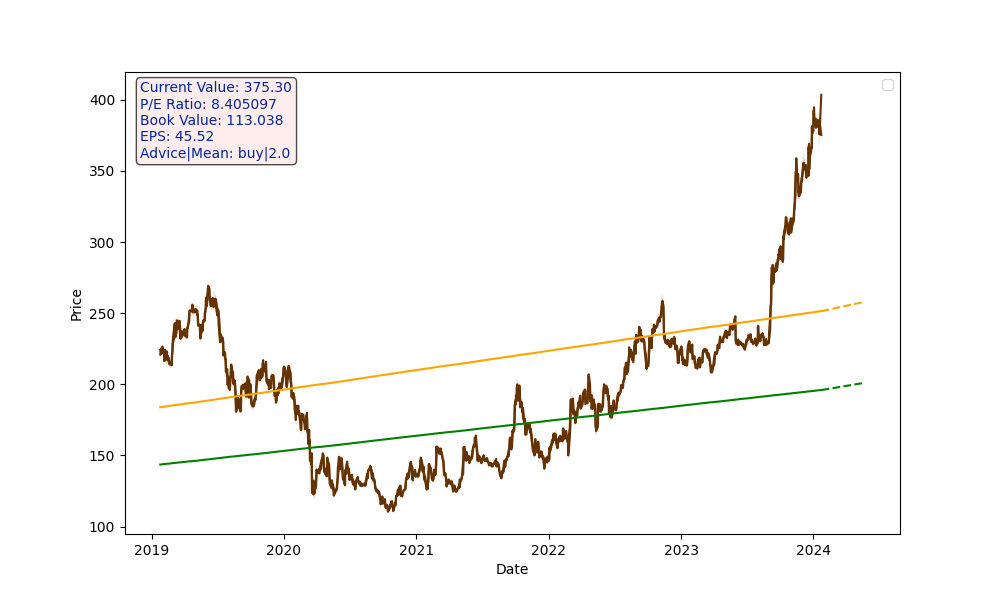 Current Value: 375.30
P/E Ratio: 8.405097
Book Value: 113.038
EPS: 45.52
Advice|Mean: buy|2.0
Price
400
350
300
250
200
150
100
2019 2020 2021 2022 2023 2024
Date